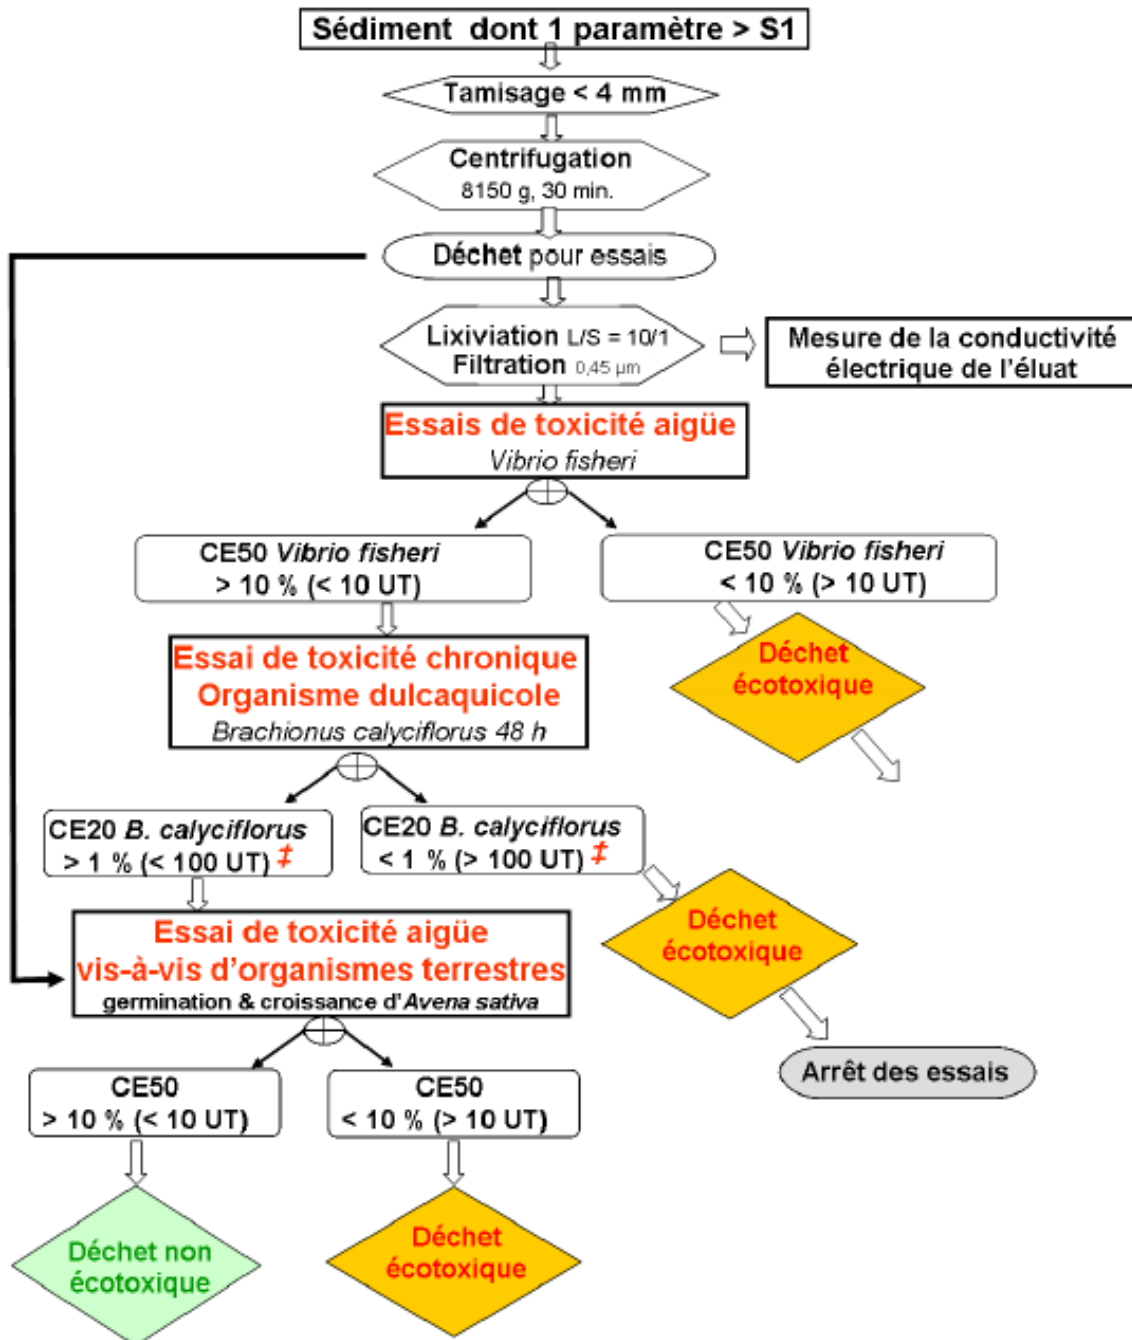 Sédiment dont 1 paramètre > S1
Tamisage < 4 mm
Centrifugation
8150 g, 30 min.
Déchet pour essais
Lixiviation L/S = 10/1
Filtration 0,45 µm
Mesure de la conductivité
électrique de l'éluat
Essais de toxicité aigüe
Vibrio fisheri
CE50 Vibrio fisheri
> 10 % (< 10 UT)
CE50 Vibrio fisheri
< 10 % (> 10 UT)
Essai de toxicité chronique
Organisme dulcaquicole
Brachionus calyciflorus 48 h
Déchet
écotoxique
CE20 B. calyciflorus
> 1 % (< 100 UT) ‡
CE20 B. calyciflorus
< 1 % (> 100 UT) ‡
Essai de toxicité aigüe
vis-à-vis d'organismes terrestres
germination & croissance d'Avena sativa
Déchet
écotoxique
Arrêt des essais
CE50
> 10 % (< 10 UT)
CE50
< 10 % (> 10 UT)
Déchet non
écotoxique
Déchet
écotoxique